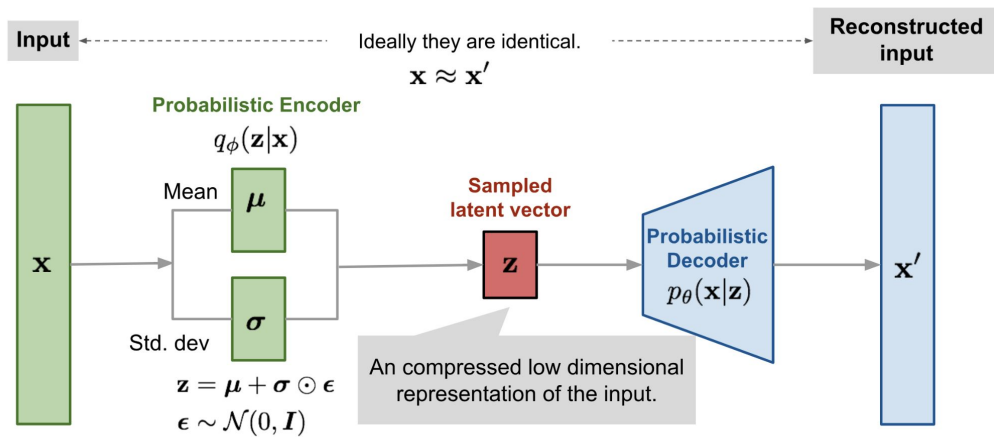 Input
Ideally they are identical.
x ≈ x′
Reconstructed
input
Probabilistic Encoder
qϕ(z|x)
Mean
μ
x
Std. dev
σ
z = μ + σ ⊙ ϵ
ϵ ∼ 𝒩(0, I)
Sampled
latent vector
z
An compressed low dimensional
representation of the input.
Probabilistic
Decoder
pθ(x|z)
x′